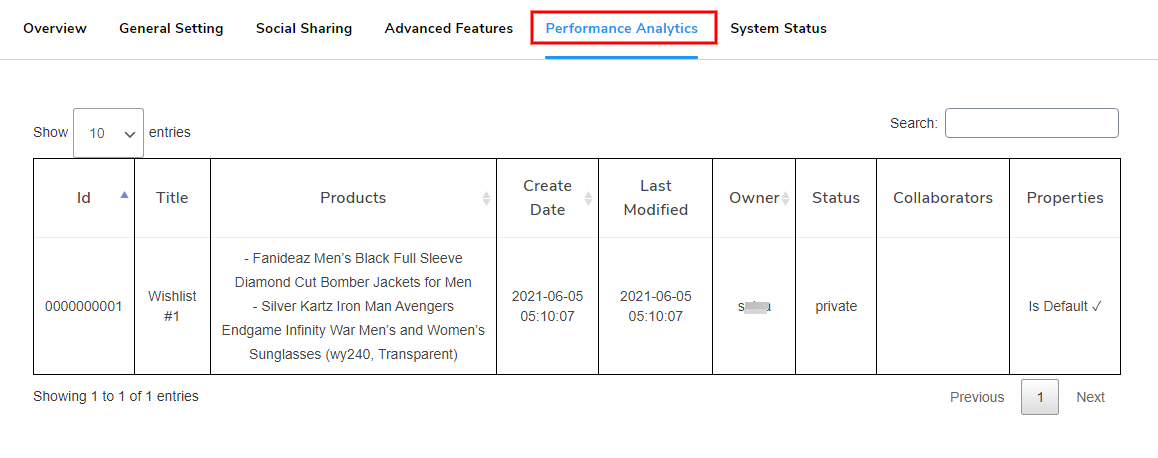 Overview General Setting Social Sharing Advanced Features Performance Analytics System Status
Show 10 entries Search:
Id Title Products Create Date Last Modified Owner Status Collaborators Properties
- Fanideaz Men’s Black Full Sleeve
Diamond Cut Bomber Jackets for Men
- Silver Kartz Iron Man Avengers
Endgame Infinity War Men’s and Women’s
Sunglasses (wy240, Transparent)
0000000001
Wishlist
#1
2021-06-05
05:10:07
2021-06-05
05:10:07
private
Is Default ✓
Showing 1 to 1 of 1 entries
Previous 1 Next